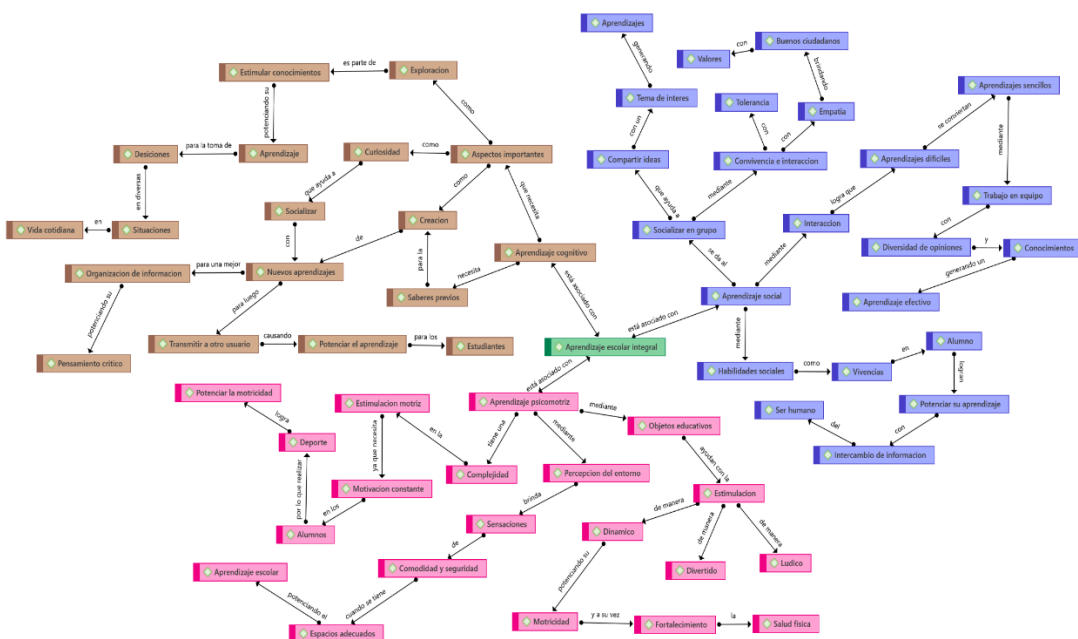 Aprendizajes
generando
Tema de interes
con un
Compartir ideas
que ayuda a
Socializar en grupo
Buenos ciudadanos
con
Valores
brindando
Empatia
con
Tolerancia
con
Convivencia e interaccion
mediante
se da al
Aprendizaje social
mediante
Interaccion
logra que
Aprendizajes dificiles
se conviertan
Aprendizajes sencillos
mediante
Trabajo en equipo
con
Diversidad de opiniones
y
Conocimientos
generando un
Aprendizaje efectivo
mediante
Habilidades sociales
como
Vivencias
en
Alumno
logran
Potenciar su aprendizaje
con
Intercambio de informacion
del
Ser humano
está asociado con
Aprendizaje escolar integral
está asociado con
Aprendizaje cognitivo
que necesita
Aspectos importantes
como
Exploracion
es parte de
Estimular conocimientos
potenciando su
Aprendizaje
para la toma de
Desiciones
en diversas
Situaciones
en
Vida cotidiana
como
Curiosidad
que ayuda a
Socializar
con
Nuevos aprendizajes
como
Creacion
de
necesita
Saberes previos
para la
para una mejor
Organizacion de informacion
potenciando su
Pensamiento critico
para luego
Transmitir a otro usuario
causando
Potenciar el aprendizaje
para los
Estudiantes
está asociado con
Aprendizaje psicomotriz
tiene una
Complejidad
en la
Estimulacion motriz
ya que necesita
Motivacion constante
en los
Alumnos
por lo que realizar
Deporte
logra
Potenciar la motricidad
mediante
Percepcion del entorno
brinda
Sensaciones
de
Comodidad y seguridad
cuando se tiene
Espacios adecuados
potenciando el
Aprendizaje escolar
mediante
Objetos educativos
ayudan con la
Estimulacion
de manera
Dinamico
de manera
Divertido
de manera
Ludico
potenciando su
Motricidad
y a su vez
Fortalecimiento
la
Salud física